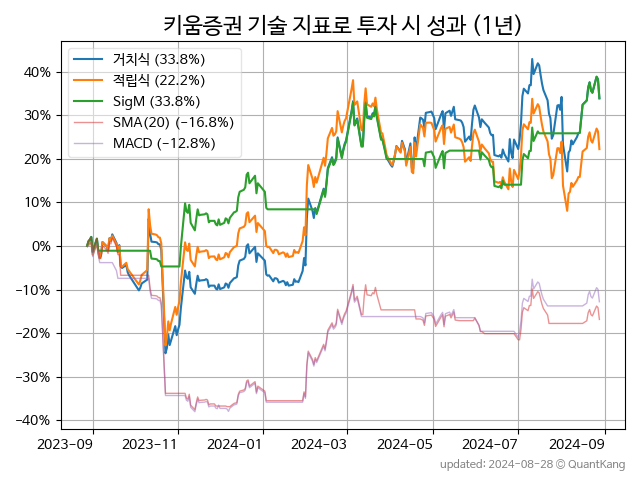 키움증권 기술 지표로 투자 시 성과 (1년)
거치식 (33.8%)
적립식 (22.2%)
SigM (33.8%)
SMA(20) (−16.8%)
MACD (−12.8%)
40%
30%
20%
10%
0%
−10%
−20%
−30%
−40%
2023-09 2023-11 2024-01 2024-03 2024-05 2024-07 2024-09
updated: 2024-08-28 © QuantKang